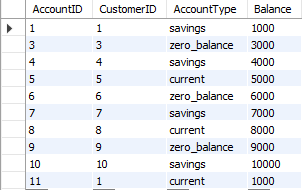 AccountID CustomerID AccountType Balance
1 1 savings 1000
3 3 zero_balance 3000
4 4 savings 4000
5 5 current 5000
6 6 zero_balance 6000
7 7 savings 7000
8 8 current 8000
9 9 zero_balance 9000
10 10 savings 10000
11 1 current 1000